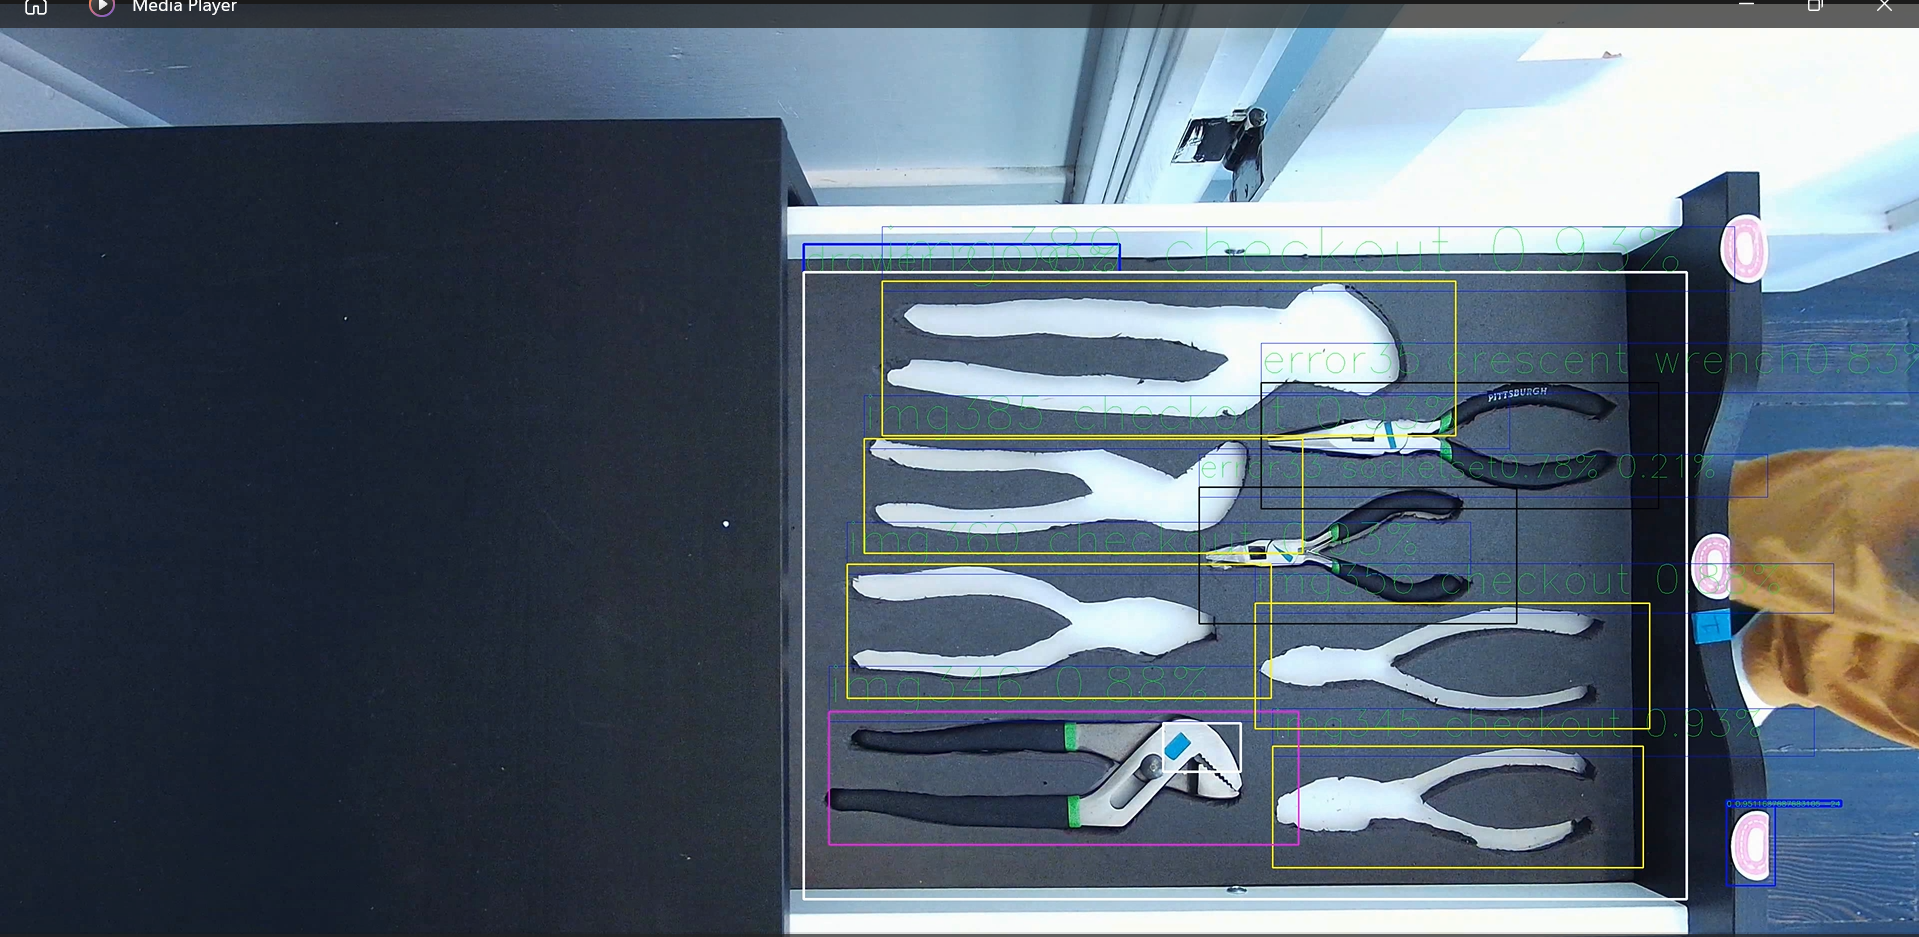 Media Player
img389 checkout 0.93%
error35 crescent wrench0.83%
PITTSBURGH
img385 checkout 0.93%
error35 socketset0.78% 0.21%
img360 checkout 0.93%
img356 checkout 0.88%
img346 0.88%
img345 checkout 0.93%